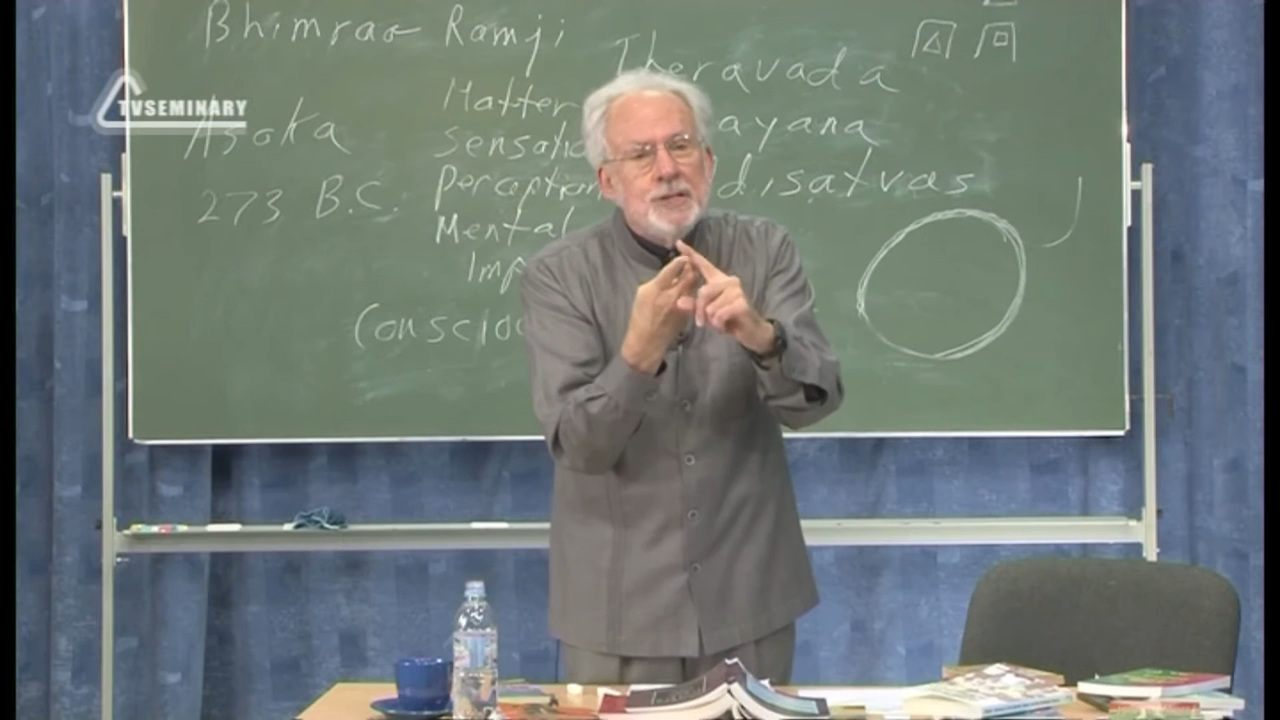 Bhimrao Ramji
Theravada
TVSEMINARY
Matter
Asoka
sensatio
ayana
273 B.C.
perception
disatvas
Mental
Imp
Conscio